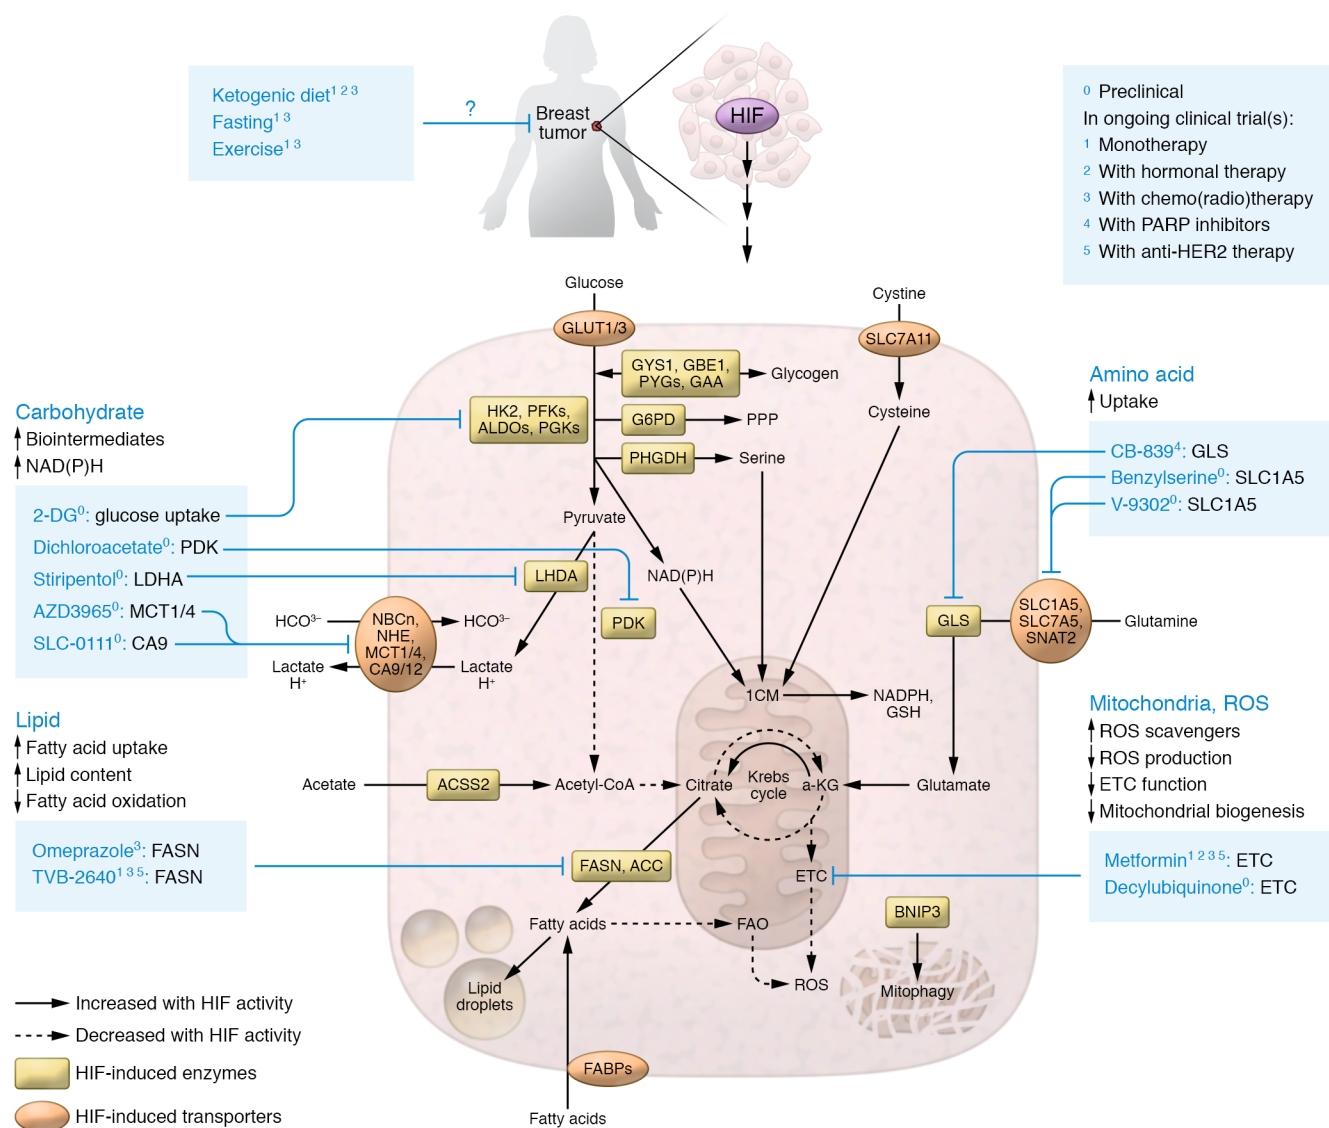 Ketogenic diet¹ ² ³
Fasting¹ ³
Exercise¹ ³
?
Breast
tumor
HIF
⁰ Preclinical
In ongoing clinical trial(s):
¹ Monotherapy
² With hormonal therapy
³ With chemo(radio)therapy
⁴ With PARP inhibitors
⁵ With anti-HER2 therapy
Glucose
GLUT1/3
Cystine
SLC7A11
GYS1, GBE1,
PYGs, GAA
Glycogen
HK2, PFKs,
ALDOs, PGKs
G6PD
PPP
Cysteine
PHGDH
Serine
Pyruvate
NAD(P)H
LHDA
PDK
HCO³⁻
NBCn,
NHE,
MCT1/4,
CA9/12
HCO³⁻
Lactate
H⁺
Lactate
H⁺
GLS
SLC1A5,
SLC7A5,
SNAT2
Glutamine
1CM
NADPH,
GSH
Acetate
ACSS2
Acetyl-CoA
Citrate
Krebs
cycle
a-KG
Glutamate
FASN, ACC
ETC
BNIP3
Fatty acids
FAO
ROS
Mitophagy
Lipid
droplets
FABPs
Fatty acids
Carbohydrate
Biointermediates
NAD(P)H
2-DG⁰: glucose uptake
Dichloroacetate⁰: PDK
Stiripentol⁰: LDHA
AZD3965⁰: MCT1/4
SLC-0111⁰: CA9
Lipid
Fatty acid uptake
Lipid content
Fatty acid oxidation
Omeprazole³: FASN
TVB-2640¹ ³ ⁵: FASN
Amino acid
Uptake
CB-839⁴: GLS
Benzylserine⁰: SLC1A5
V-9302⁰: SLC1A5
Mitochondria, ROS
ROS scavengers
ROS production
ETC function
Mitochondrial biogenesis
Metformin¹ ² ³ ⁵: ETC
Decylubiquinone⁰: ETC
Increased with HIF activity
Decreased with HIF activity
HIF-induced enzymes
HIF-induced transporters